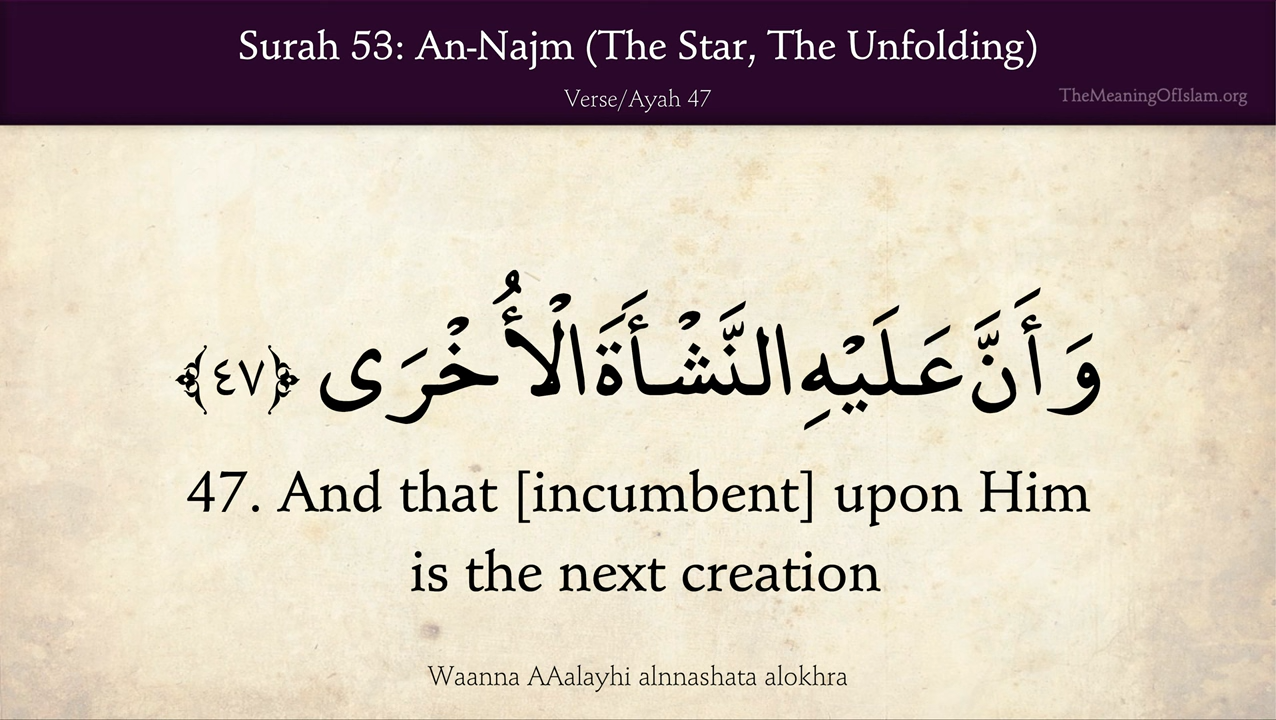 Surah 53: An-Najm (The Star, The Unfolding)
Verse/Ayah 47
TheMeaningOfIslam.org
وَأَنَّ عَلَيْهِ النَّشْأَةَ الْأُخْرَى ﴿٤٧﴾
47. And that [incumbent] upon Him
is the next creation
Waanna AAalayhi alnnashata alokhra